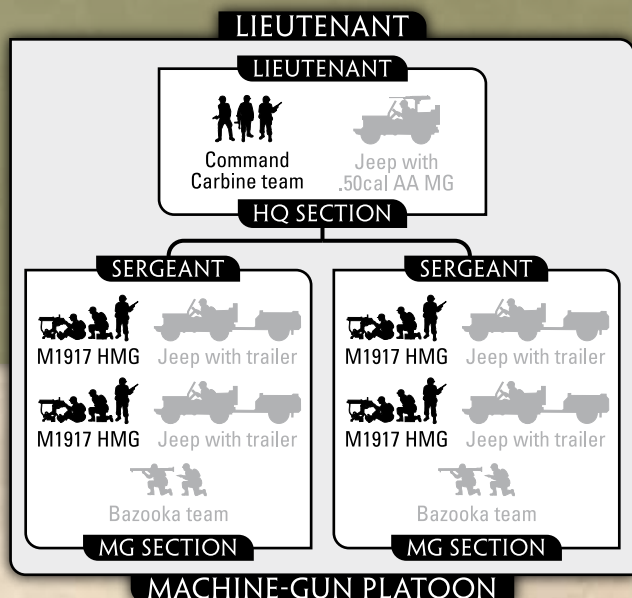 LIEUTENANT
LIEUTENANT
Command
Carbine team
Jeep with
.50cal AA MG
HQ SECTION
SERGEANT
M1917 HMG Jeep with trailer
M1917 HMG Jeep with trailer
Bazooka team
MG SECTION
SERGEANT
M1917 HMG Jeep with trailer
M1917 HMG Jeep with trailer
Bazooka team
MG SECTION
MACHINE-GUN PLATOON